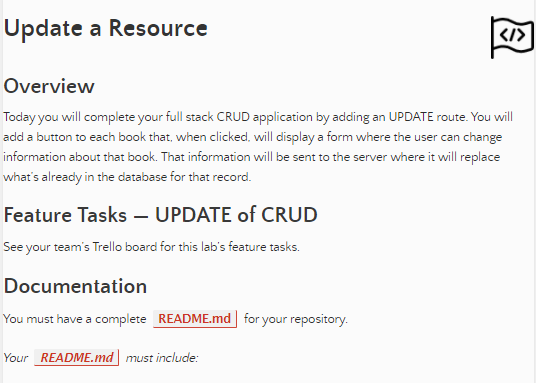 Update a Resource
</>
Overview
Today you will complete your full stack CRUD application by adding an UPDATE route. You will
add a button to each book that, when clicked, will display a form where the user can change
information about that book. That information will be sent to the server where it will replace
what's already in the database for that record.
Feature Tasks — UPDATE of CRUD
See your team's Trello board for this lab's feature tasks.
Documentation
You must have a complete README.md for your repository.
Your README.md must include: